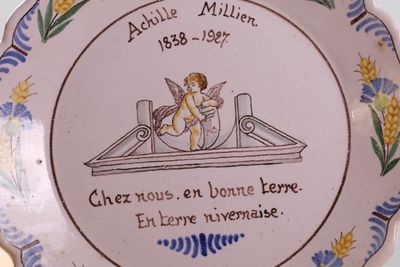 Achille Millien.
1838-1927.
Chez nous. en bonne terre.
En terre nivernaise.